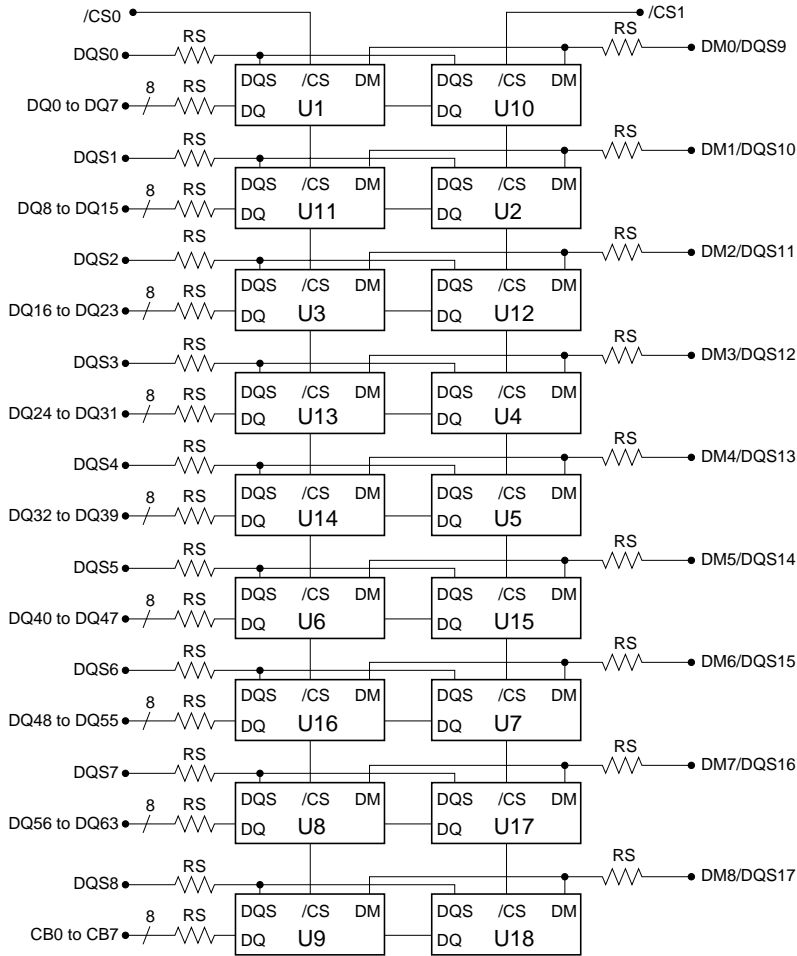 /CS0 /CS1
RS RS
DQS0 DM0/DQS9
8 RS DQS /CS DM DQS /CS DM
DQ0 to DQ7 DQ U1 DQ U10
RS RS
DQS1 DM1/DQS10
8 RS DQS /CS DM DQS /CS DM
DQ8 to DQ15 DQ U11 DQ U2
RS RS
DQS2 DM2/DQS11
8 RS DQS /CS DM DQS /CS DM
DQ16 to DQ23 DQ U3 DQ U12
RS RS
DQS3 DM3/DQS12
8 RS DQS /CS DM DQS /CS DM
DQ24 to DQ31 DQ U13 DQ U4
RS RS
DQS4 DM4/DQS13
8 RS DQS /CS DM DQS /CS DM
DQ32 to DQ39 DQ U14 DQ U5
RS RS
DQS5 DM5/DQS14
8 RS DQS /CS DM DQS /CS DM
DQ40 to DQ47 DQ U6 DQ U15
RS RS
DQS6 DM6/DQS15
8 RS DQS /CS DM DQS /CS DM
DQ48 to DQ55 DQ U16 DQ U7
RS RS
DQS7 DM7/DQS16
8 RS DQS /CS DM DQS /CS DM
DQ56 to DQ63 DQ U8 DQ U17
RS RS
DQS8 DM8/DQS17
8 RS DQS /CS DM DQS /CS DM
CB0 to CB7 DQ U9 DQ U18